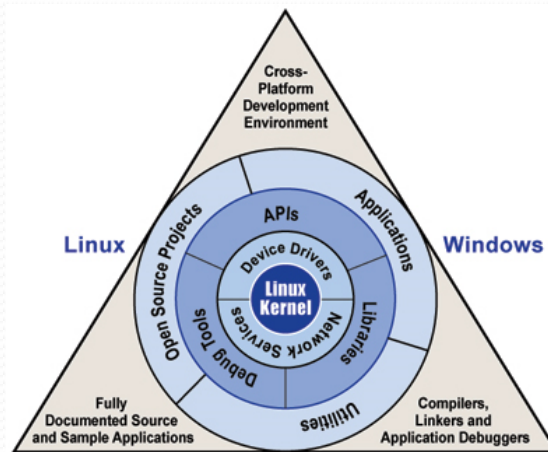 Cross-
Platform
Development
Environment
Open Source Projects
Applications
APIs
Linux
Windows
Device Drivers
Linux
Kernel
Network Services
Debug Tools
Libraries
Utilities
Fully
Documented Source
and Sample Applications
Compilers,
Linkers and
Application Debuggers